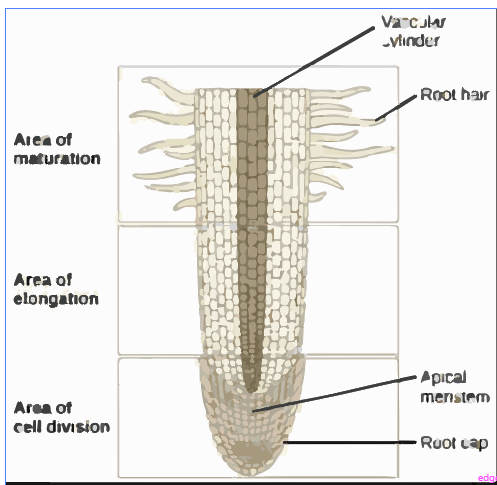 Vascular
cylinder
Root hair
Area of
maturation
Area of
elongation
Apical
meristem
Area of
cell division
Root cap